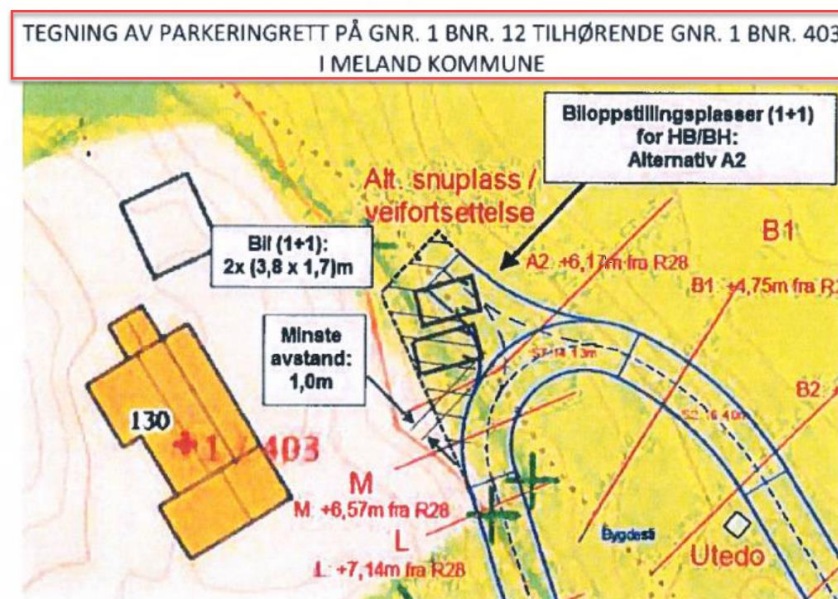 TEGNING AV PARKERINGRETT PÅ GNR. 1 BNR. 12 TILHØRENDE GNR. 1 BNR. 403
I MELAND KOMMUNE
Biloppstillingsplasser (1+1)
for HB/BH:
Alternativ A2
Alt. snuplass /
veifortsettelse
B1
Bil (1+1):
2x (3,8 x 1,7)m
A2: +6,17m fra R28
B1 +4,75m fra
Minste
avstand:
1,0m
B2
130
1 / 403
M
M: +6,57m fra R28
L
L: +7,14m fra R28
Bygdesti
Utedo